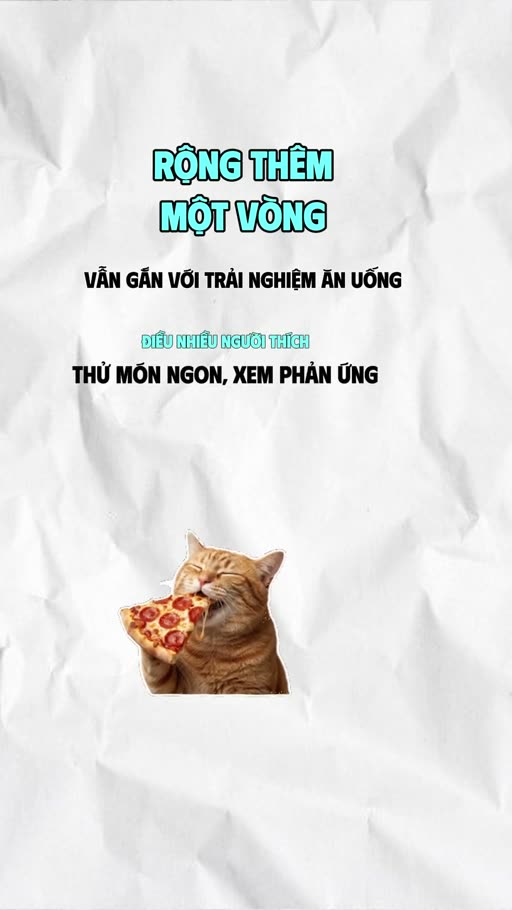 RỘNG THÊM
MỘT VÒNG
VẪN GẮN VỚI TRẢI NGHIỆM ĂN UỐNG
ĐIỀU NHIỀU NGƯỜI THÍCH
THỬ MÓN NGON, XEM PHẢN ỨNG